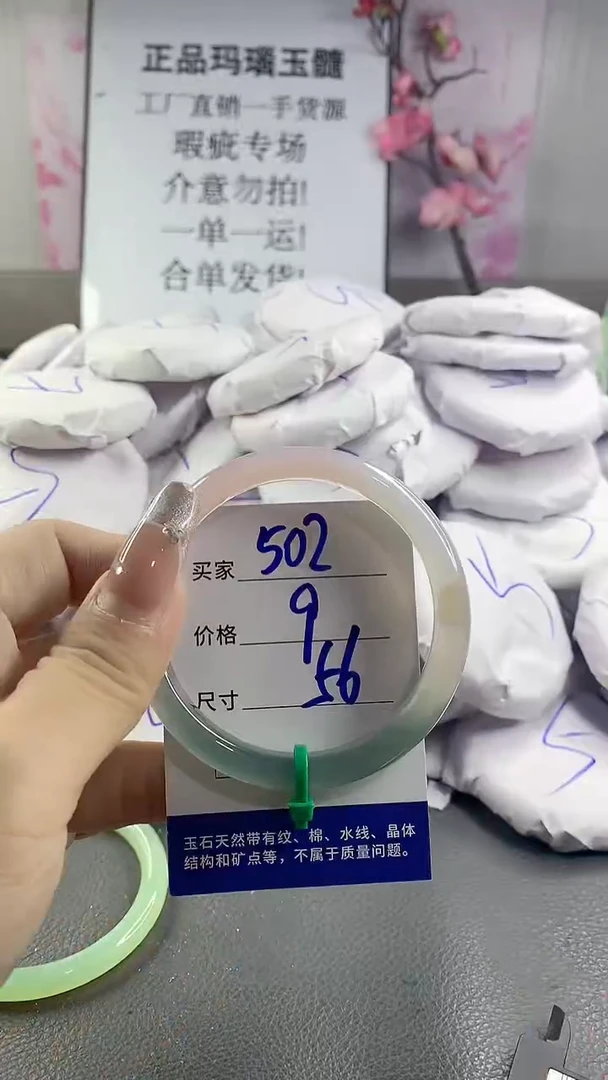 正品玛瑙玉髓
工厂直销一手货源
瑕疵专场
介意勿拍!
一单一运!
合单发货!
买家 502
价格 9
尺寸 56
玉石天然带有纹、棉、水线、晶体
结构和矿点等，不属于质量问题。